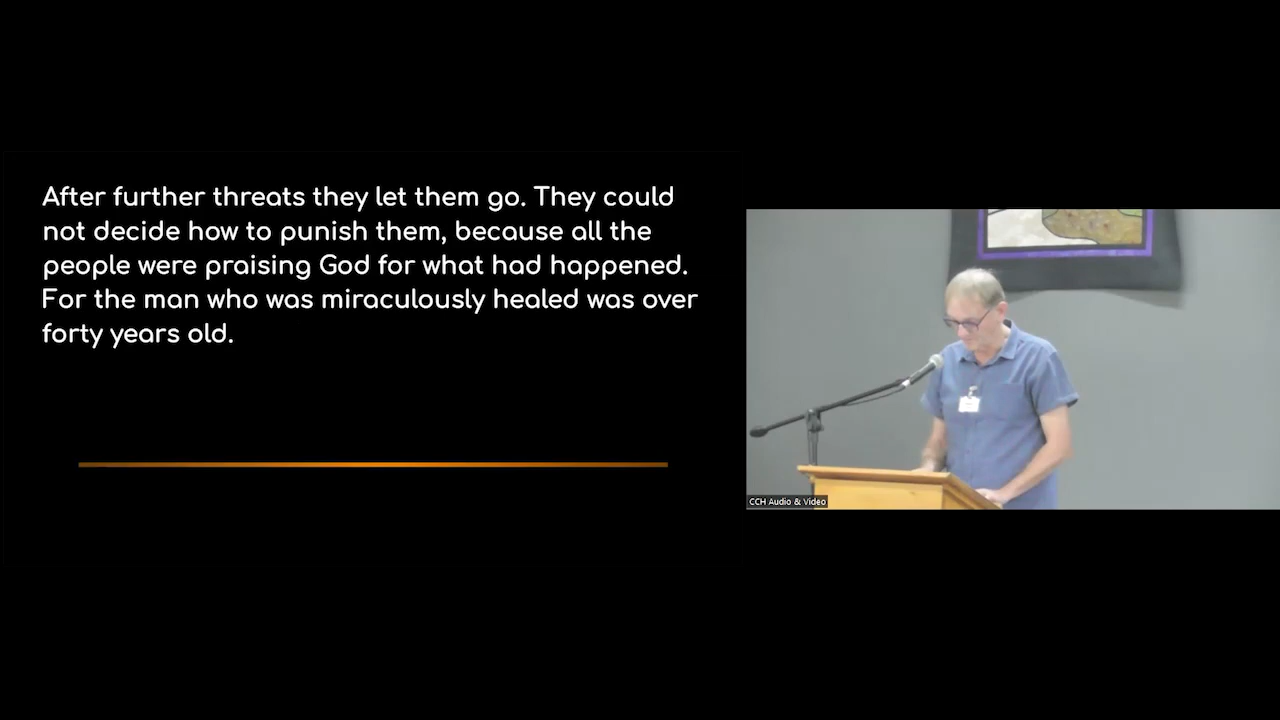 After further threats they let them go. They could
not decide how to punish them, because all the
people were praising God for what had happened.
For the man who was miraculously healed was over
forty years old.
CCH Audio & Video